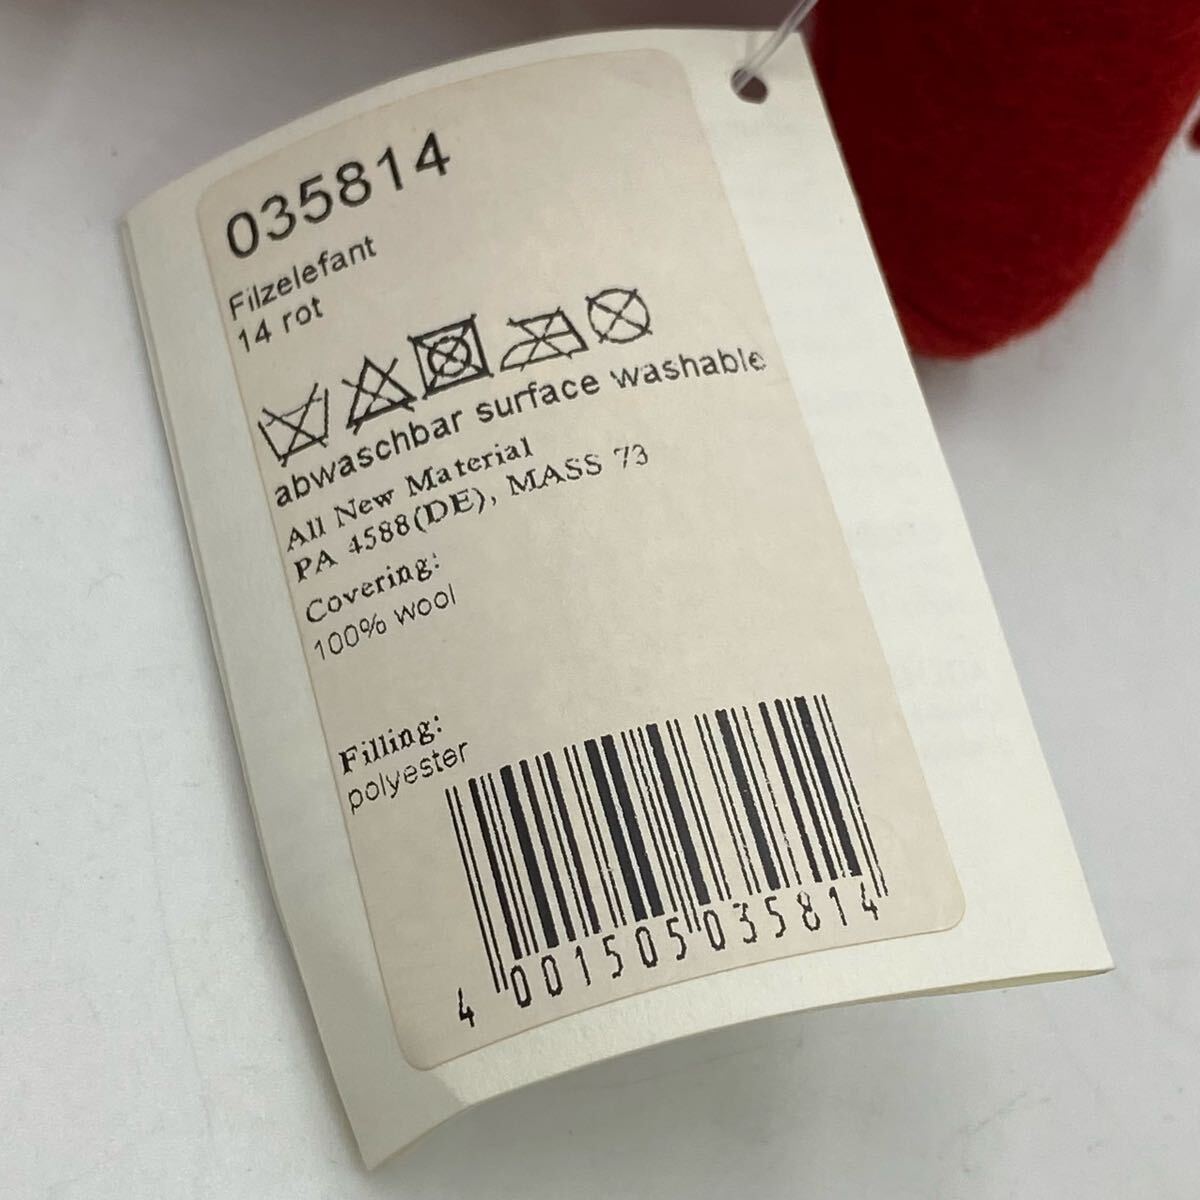 035814
Filzelefant
14 rot
abwaschbar surface washable
All New Material
PA 4588(DE), MASS 73
Covering:
100% wool
Filling:
polyester
4 001505 035814